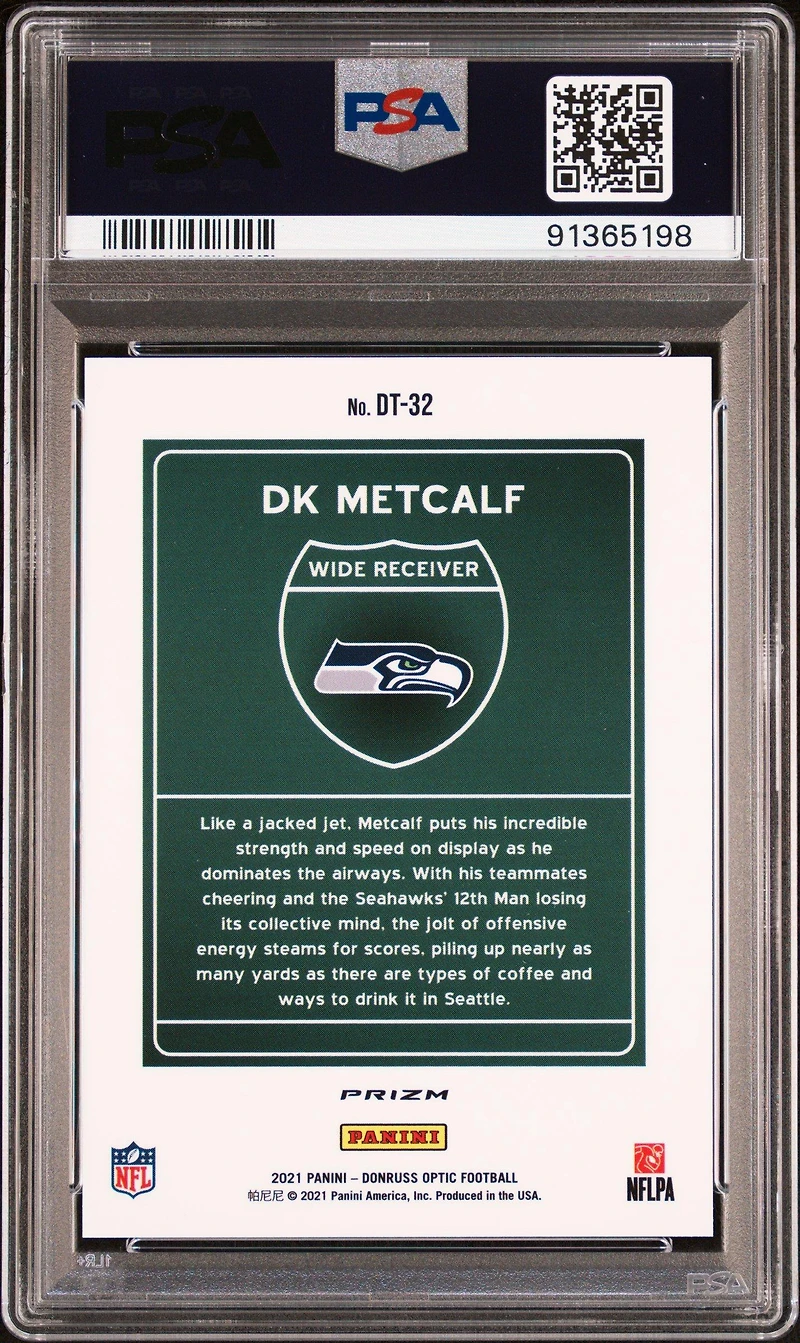 PSA
PSA
91365198
No. DT-32
DK METCALF
WIDE RECEIVER
Like a jacked jet, Metcalf puts his incredible
strength and speed on display as he
dominates the airways. With his teammates
cheering and the Seahawks' 12th Man losing
its collective mind, the jolt of offensive
energy steams for scores, piling up nearly as
many yards as there are types of coffee and
ways to drink it in Seattle.
PRIZM
PANINI
NFL
NFLPA
2021 PANINI – DONRUSS OPTIC FOOTBALL
帕尼尼 © 2021 Panini America, Inc. Produced in the USA.
PSA